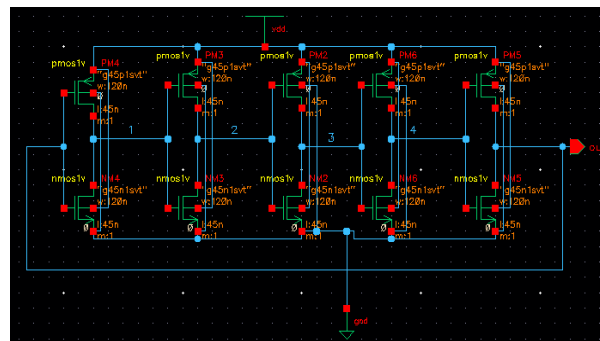 vdd
pmos1v PM4 "g45p1svt" w:120n l:45n m:1
pmos1v PM3 "g45p1svt" w:120n l:45n m:1
pmos1v PM2 "g45p1svt" w:120n l:45n m:1
pmos1v PM6 "g45p1svt" w:120n l:45n m:1
pmos1v PM5 "g45p1svt" w:120n l:45n m:1
1 2 3 4
nmos1v NM4 "g45n1svt" w:120n l:45n m:1
nmos1v NM3 "g45n1svt" w:120n l:45n m:1
nmos1v NM2 "g45n1svt" w:120n l:45n m:1
nmos1v NM6 "g45n1svt" w:120n l:45n m:1
nmos1v NM5 "g45n1svt" w:120n l:45n m:1
gnd